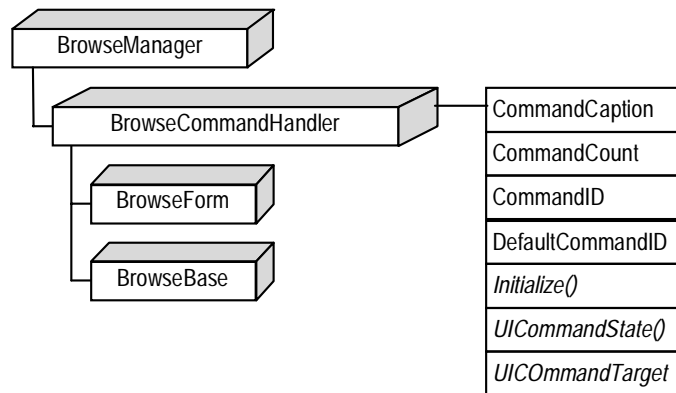 BrowseManager
BrowseCommandHandler
BrowseForm
BrowseBase
CommandCaption
CommandCount
CommandID
DefaultCommandID
Initialize()
UICommandState()
UICOmmandTarget